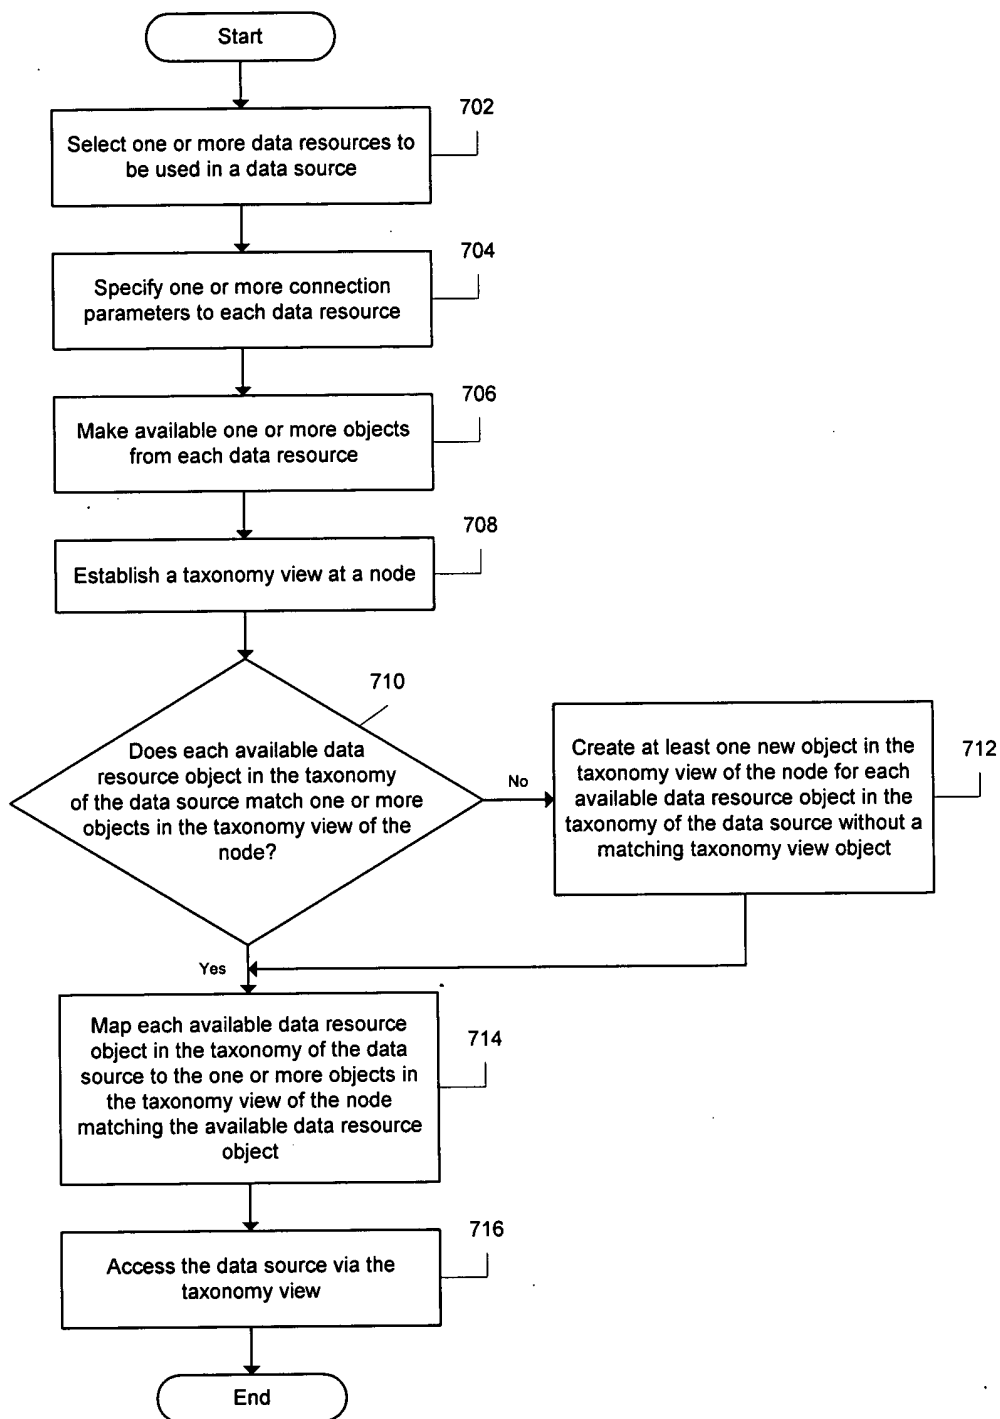 Start
702
Select one or more data resources to
be used in a data source
704
Specify one or more connection
parameters to each data resource
706
Make available one or more objects
from each data resource
708
Establish a taxonomy view at a node
710
Does each available data
resource object in the taxonomy
of the data source match one or more
objects in the taxonomy view of the
node?
No
712
Create at least one new object in the
taxonomy view of the node for each
available data resource object in the
taxonomy of the data source without a
matching taxonomy view object
Yes
714
Map each available data resource
object in the taxonomy of the data
source to the one or more objects in
the taxonomy view of the node
matching the available data resource
object
716
Access the data source via the
taxonomy view
End